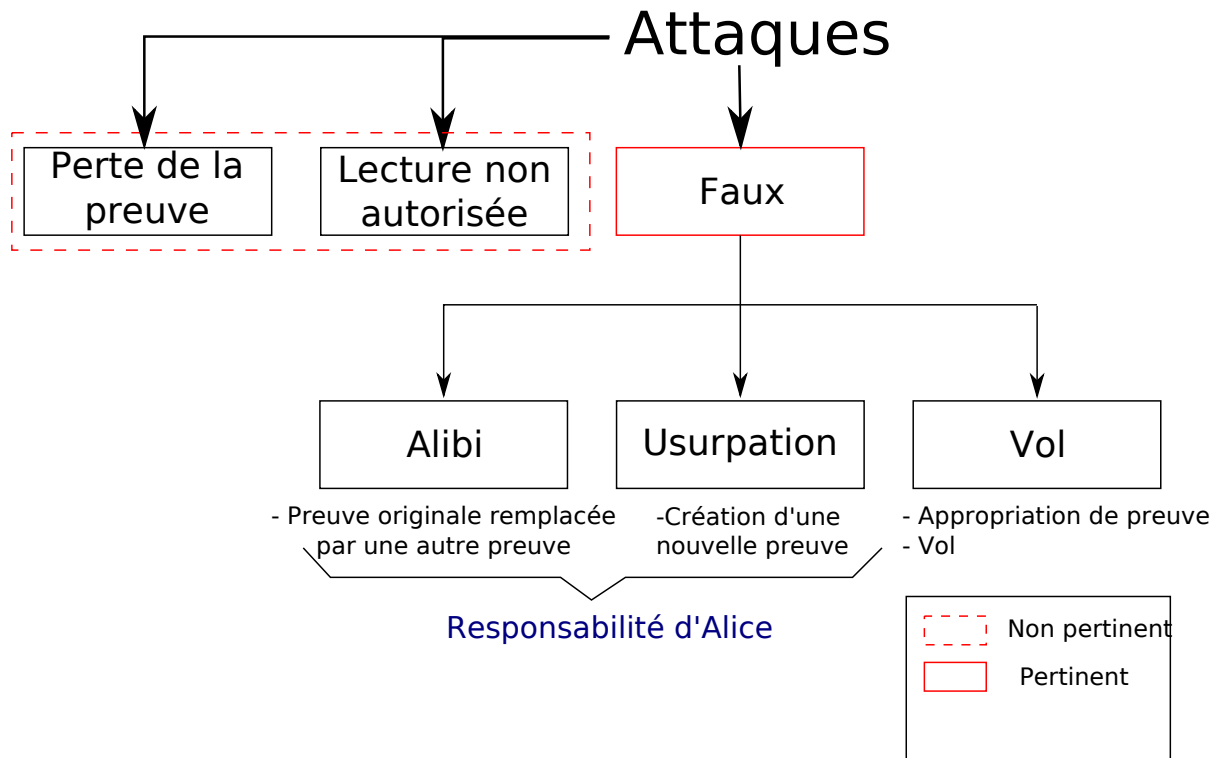 Attaques
Perte de la
preuve
Lecture non
autorisée
Faux
Alibi
Usurpation
Vol
- Preuve originale remplacée
par une autre preuve
-Création d'une
nouvelle preuve
- Appropriation de preuve
- Vol
Responsabilité d'Alice
Non pertinent
Pertinent